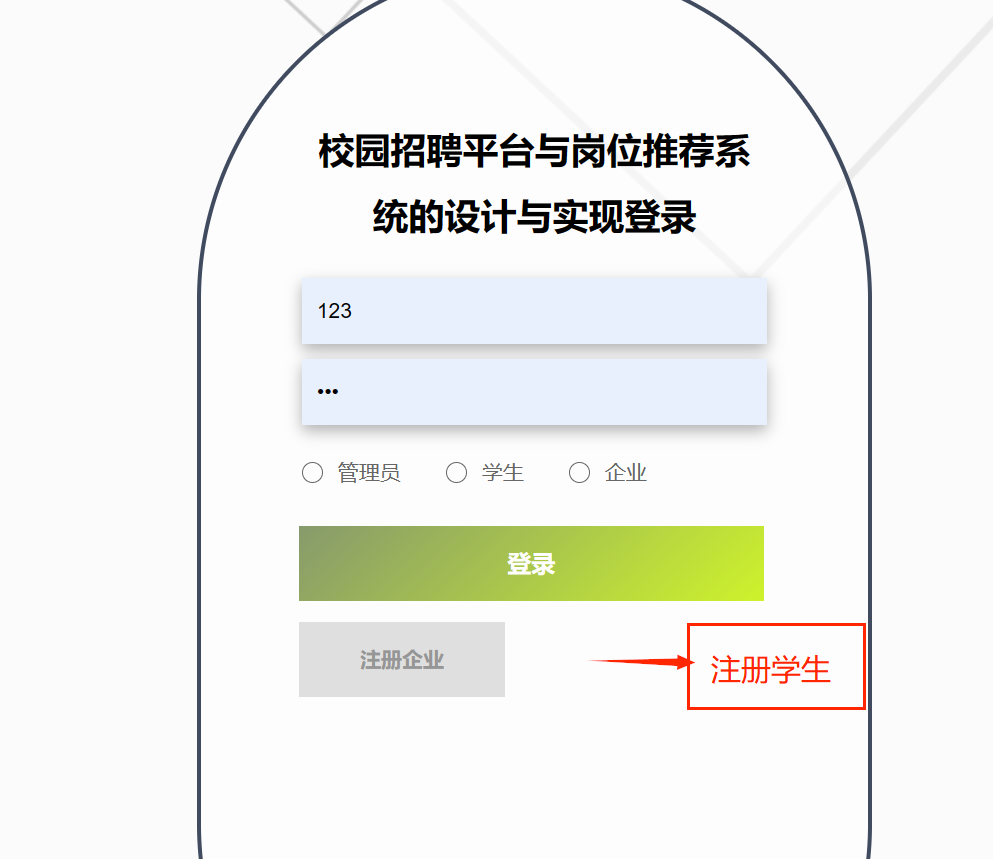 校园招聘平台与岗位推荐系
统的设计与实现登录
123
•••
管理员 学生 企业
登录
注册企业 注册学生